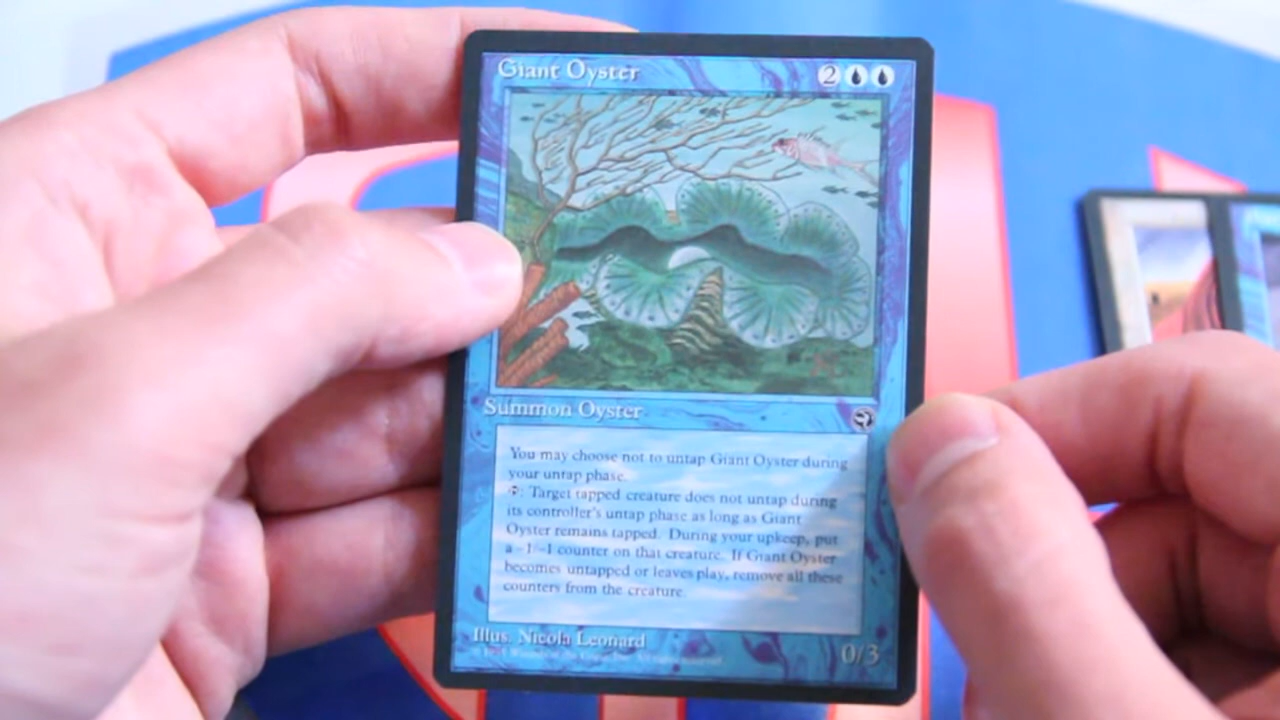 Giant Oyster 2
Summon Oyster
You may choose not to untap Giant Oyster during
your untap phase.
: Target tapped creature does not untap during
its controller's untap phase as long as Giant
Oyster remains tapped. During your upkeep, put
a -1/-1 counter on that creature. If Giant Oyster
becomes untapped or leaves play, remove all these
counters from the creature.
Illus. Nicola Leonard
0/3